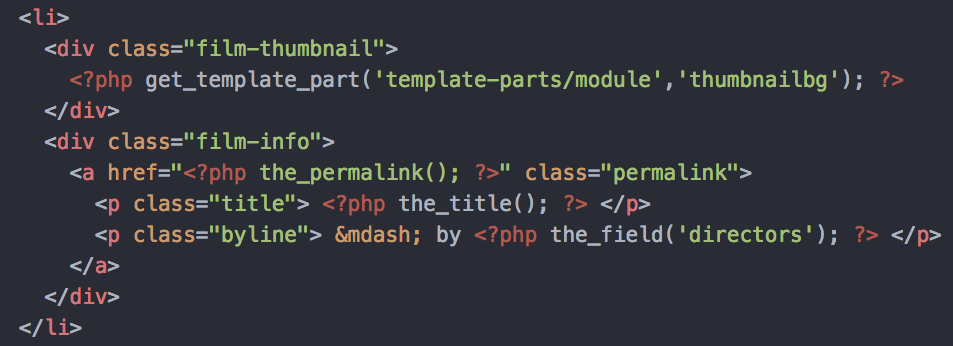 <li>
<div class="film-thumbnail">
<?php get_template_part('template-parts/module','thumbnailbg'); ?>
</div>
<div class="film-info">
<a href="<?php the_permalink(); ?>" class="permalink">
<p class="title"> <?php the_title(); ?> </p>
<p class="byline"> &mdash; by <?php the_field('directors'); ?> </p>
</a>
</div>
</li>